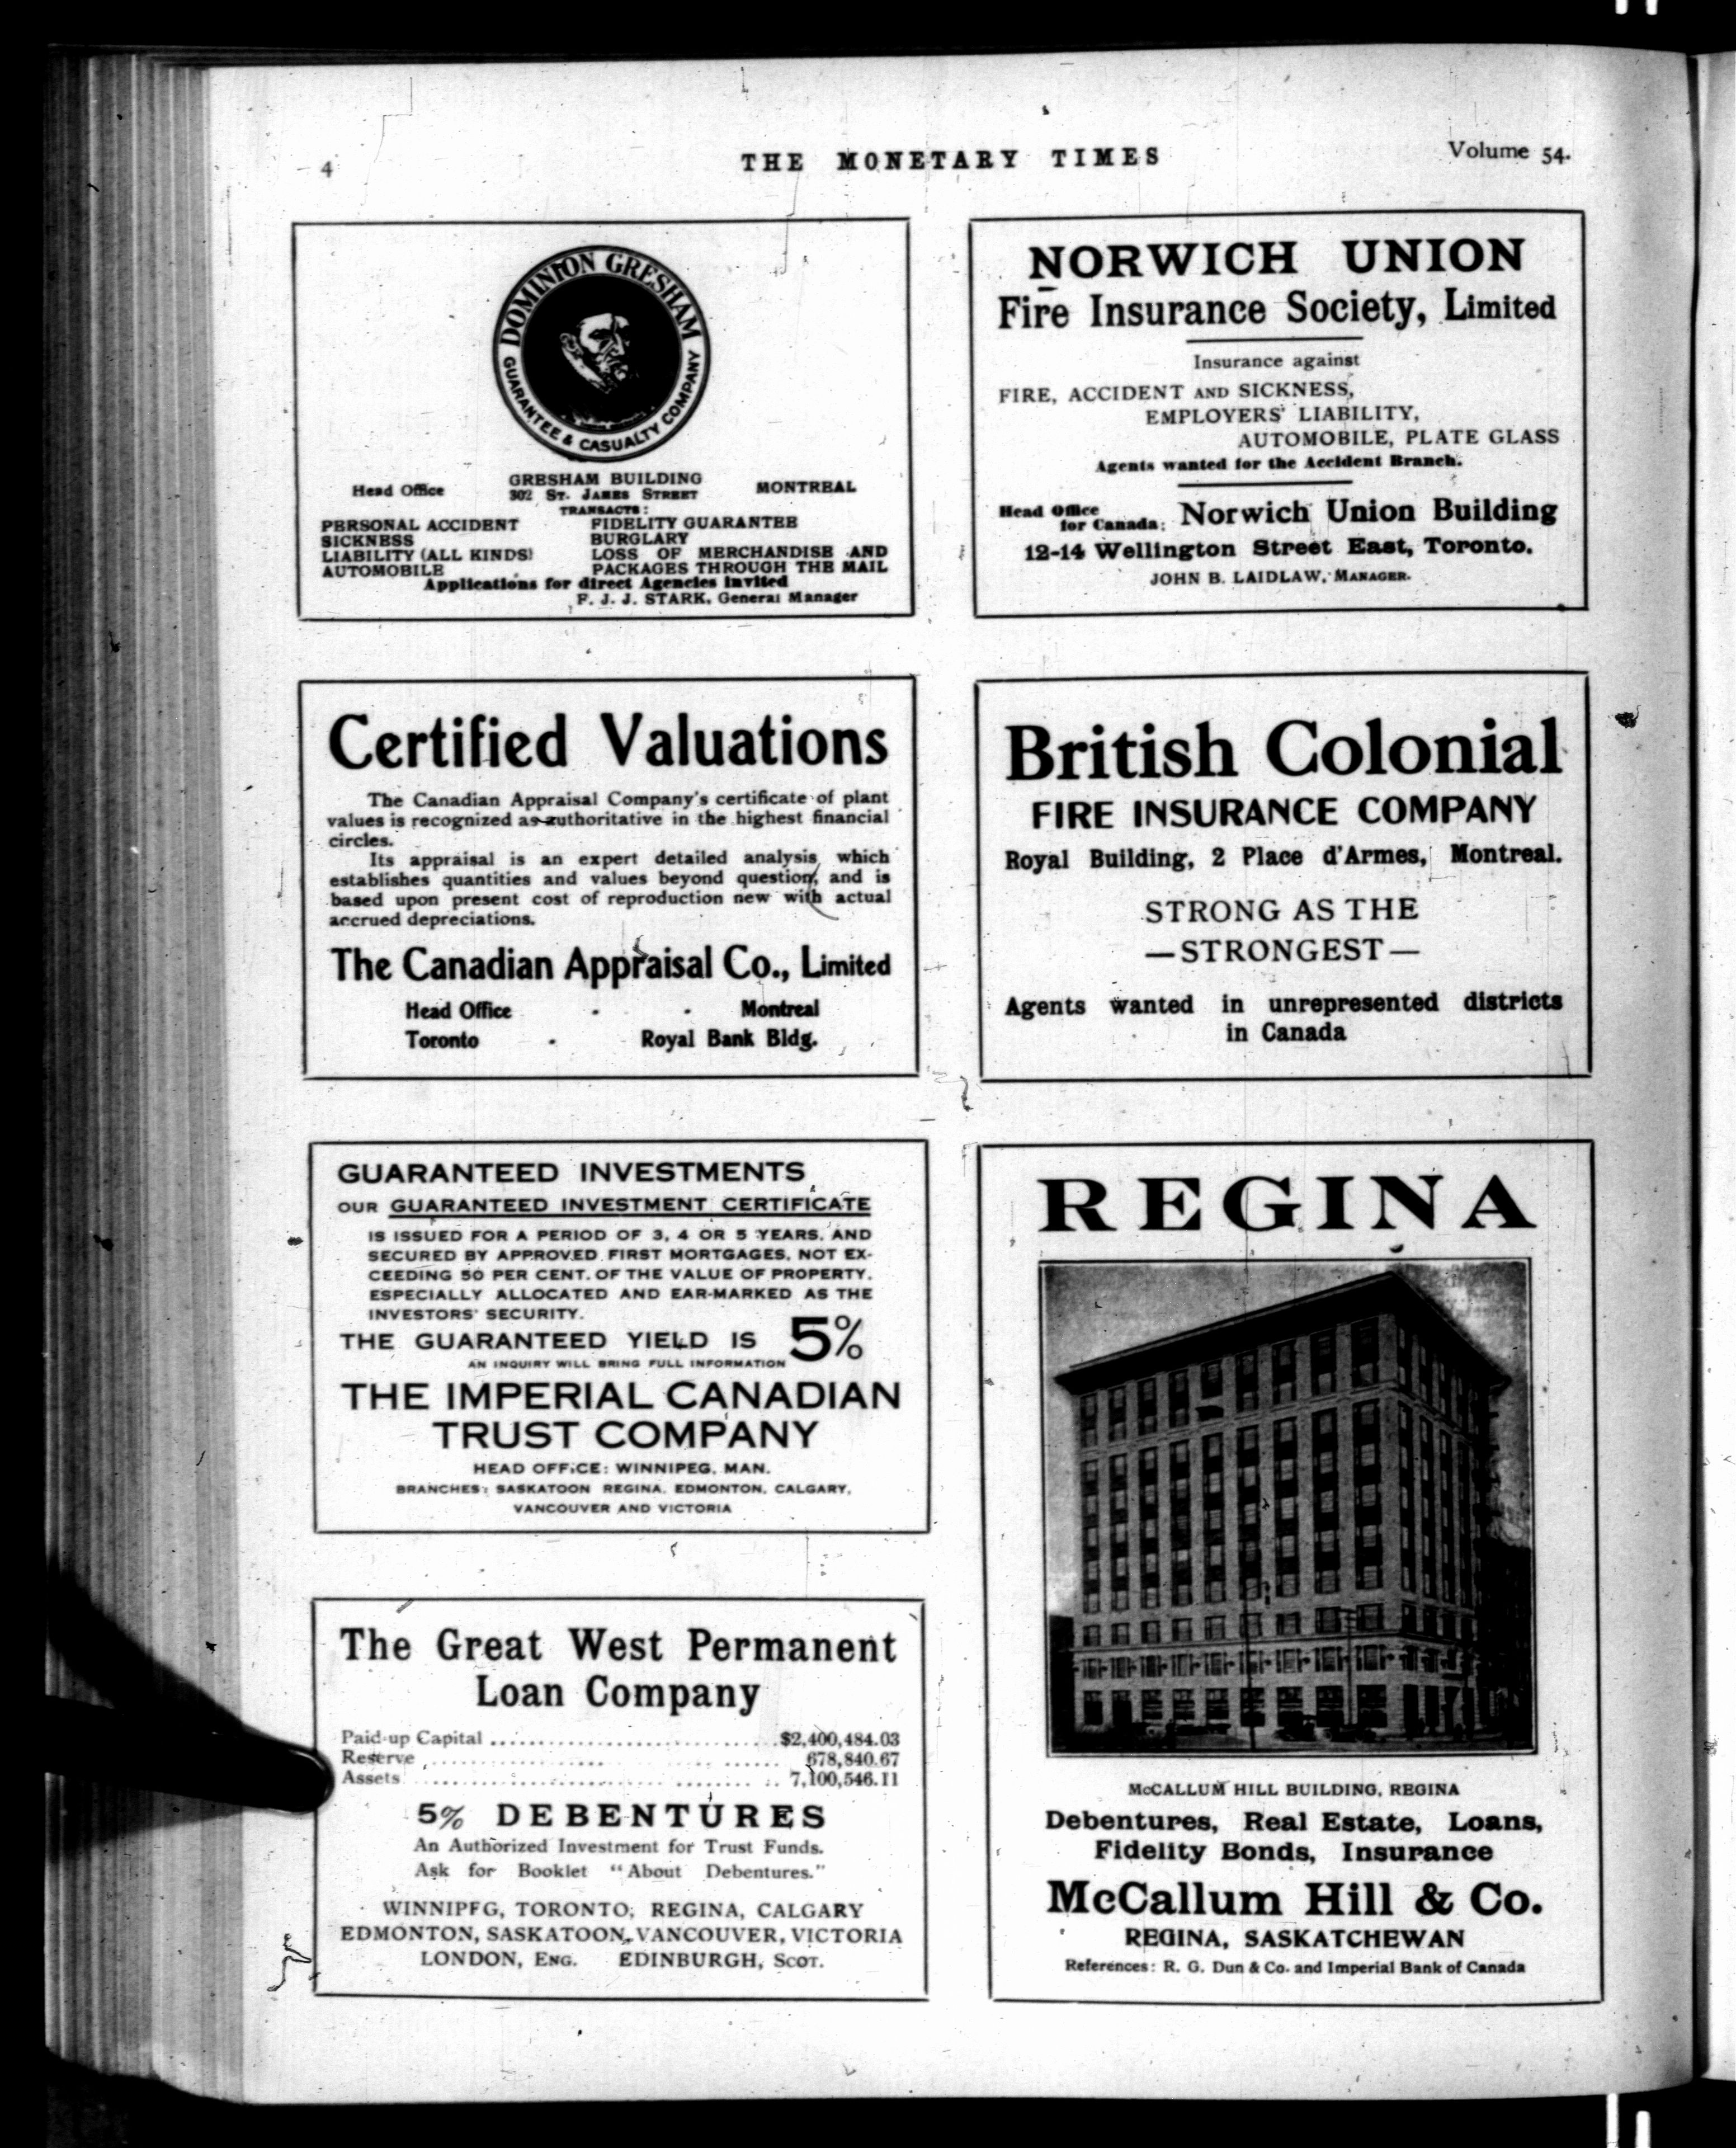 4
THE MONETARY TIMES
Volume 54.
DOMINION GRESHAM
GUARANTEE & CASUALTY COMPANY
Head Office
GRESHAM BUILDING
302 ST. JAMES STREET
MONTREAL
TRANSACTS:
PERSONAL ACCIDENT
SICKNESS
LIABILITY (ALL KINDS)
AUTOMOBILE
FIDELITY GUARANTEE
BURGLARY
LOSS OF MERCHANDISE AND
PACKAGES THROUGH THE MAIL
Applications for direct Agencies invited
F. J. J. STARK, General Manager
NORWICH UNION
Fire Insurance Society, Limited
Insurance against
FIRE, ACCIDENT AND SICKNESS,
EMPLOYERS' LIABILITY,
AUTOMOBILE, PLATE GLASS
Agents wanted for the Accident Branch.
Head Office
for Canada: Norwich Union Building
12-14 Wellington Street East, Toronto.
JOHN B. LAIDLAW, MANAGER.
Certified Valuations
The Canadian Appraisal Company's certificate of plant
values is recognized as authoritative in the highest financial
circles.
Its appraisal is an expert detailed analysis which
establishes quantities and values beyond question, and is
based upon present cost of reproduction new with actual
accrued depreciations.
The Canadian Appraisal Co., Limited
Head Office - - Montreal
Toronto - Royal Bank Bldg.
British Colonial
FIRE INSURANCE COMPANY
Royal Building, 2 Place d'Armes, Montreal.
STRONG AS THE
—STRONGEST—
Agents wanted in unrepresented districts
in Canada
GUARANTEED INVESTMENTS
OUR GUARANTEED INVESTMENT CERTIFICATE
IS ISSUED FOR A PERIOD OF 3, 4 OR 5 YEARS, AND
SECURED BY APPROVED FIRST MORTGAGES, NOT EX-
CEEDING 50 PER CENT. OF THE VALUE OF PROPERTY,
ESPECIALLY ALLOCATED AND EAR-MARKED AS THE
INVESTORS' SECURITY.
THE GUARANTEED YIELD IS 5%
AN INQUIRY WILL BRING FULL INFORMATION
THE IMPERIAL CANADIAN
TRUST COMPANY
HEAD OFFICE: WINNIPEG, MAN.
BRANCHES: SASKATOON REGINA, EDMONTON, CALGARY,
VANCOUVER AND VICTORIA
The Great West Permanent
Loan Company
Paid-up Capital ........................................ $2,400,484.03
Reserve ........................................ 678,840.67
Assets ........................................ 7,100,546.11
5% DEBENTURES
An Authorized Investment for Trust Funds.
Ask for Booklet "About Debentures."
WINNIPEG, TORONTO, REGINA, CALGARY
EDMONTON, SASKATOON, VANCOUVER, VICTORIA
LONDON, ENG. EDINBURGH, SCOT.
REGINA
McCALLUM HILL BUILDING, REGINA
Debentures, Real Estate, Loans,
Fidelity Bonds, Insurance
McCallum Hill & Co.
REGINA, SASKATCHEWAN
References: R. G. Dun & Co. and Imperial Bank of Canada